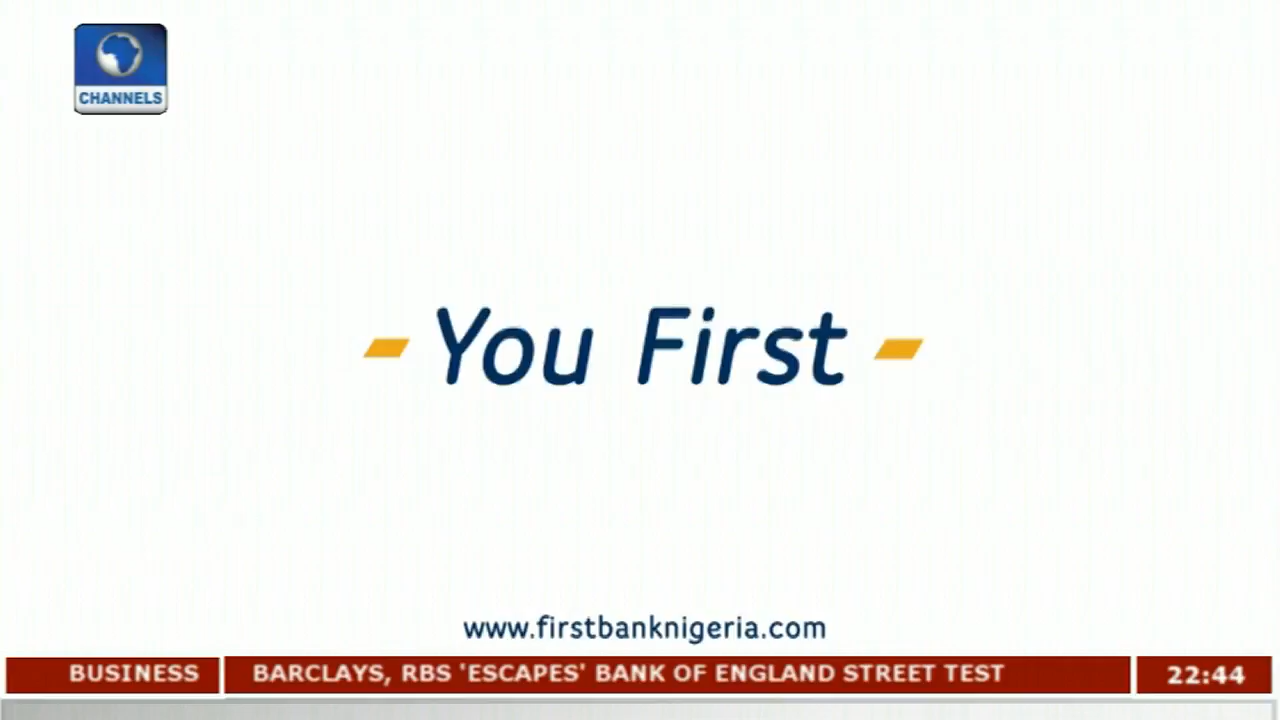 CHANNELS
You First
www.firstbanknigeria.com
BUSINESS BARCLAYS, RBS 'ESCAPES' BANK OF ENGLAND STREET TEST 22:44